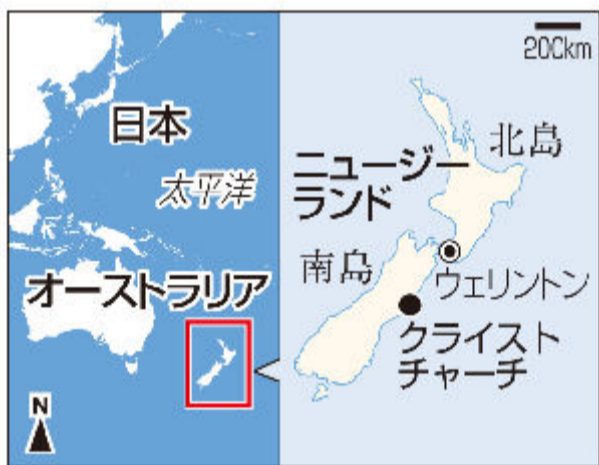 日本
太平洋
オーストラリア
N
200km
北島
ニュージー
ランド
南島
ウェリントン
クライスト
チャーチ